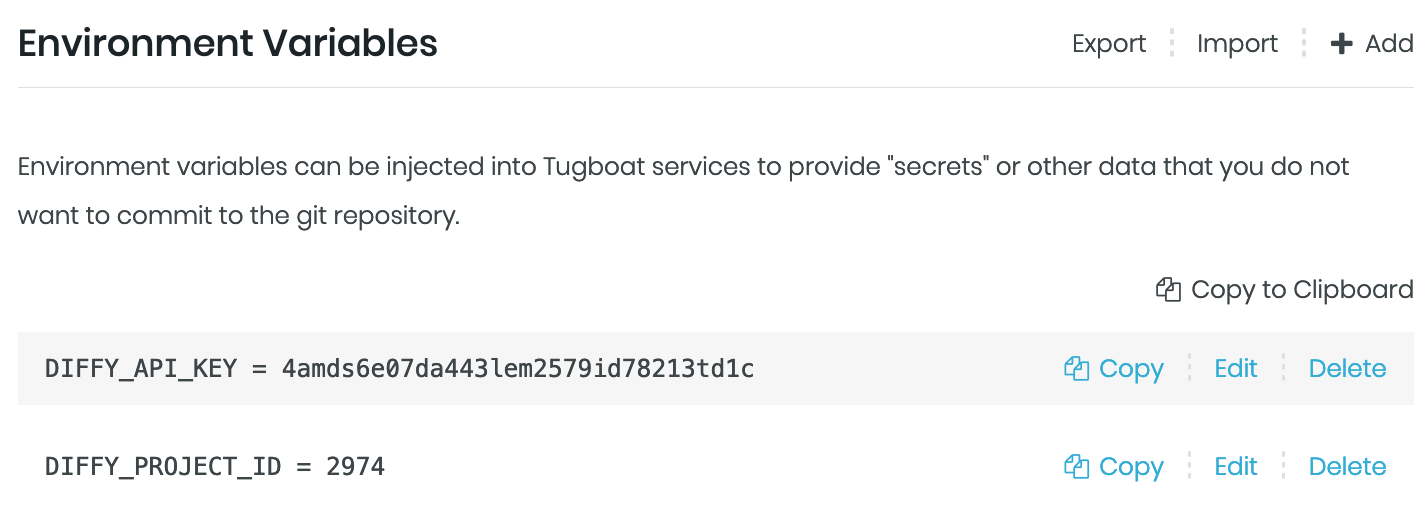 Environment Variables
Export Import Add
Environment variables can be injected into Tugboat services to provide "secrets" or other data that you do not
want to commit to the git repository.
Copy to Clipboard
DIFFY_API_KEY = 4amds6e07da443lem2579id78213td1c Copy Edit Delete
DIFFY_PROJECT_ID = 2974 Copy Edit Delete